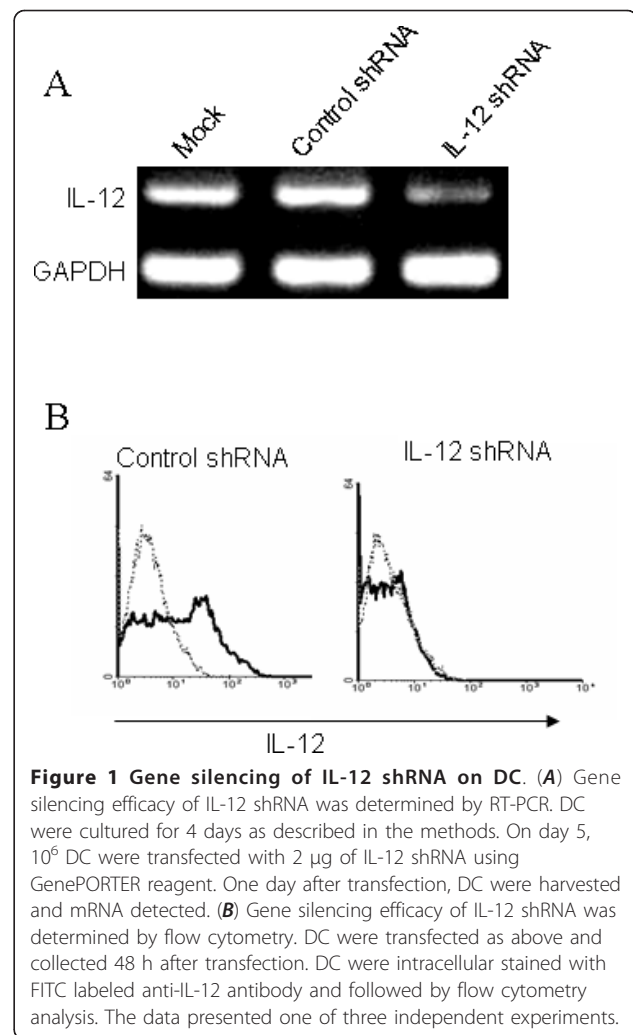 A
Mock
Control shRNA
IL-12 shRNA
IL-12
GAPDH
B
Control shRNA
IL-12 shRNA
64
0
10⁰ 10¹ 10² 10³
64
0
10⁰ 10¹ 10² 10³ 10⁺
IL-12
Figure 1 Gene silencing of IL-12 shRNA on DC. (A) Gene
silencing efficacy of IL-12 shRNA was determined by RT-PCR. DC
were cultured for 4 days as described in the methods. On day 5,
10⁶ DC were transfected with 2 μg of IL-12 shRNA using
GenePORTER reagent. One day after transfection, DC were harvested
and mRNA detected. (B) Gene silencing efficacy of IL-12 shRNA was
determined by flow cytometry. DC were transfected as above and
collected 48 h after transfection. DC were intracellular stained with
FITC labeled anti-IL-12 antibody and followed by flow cytometry
analysis. The data presented one of three independent experiments.